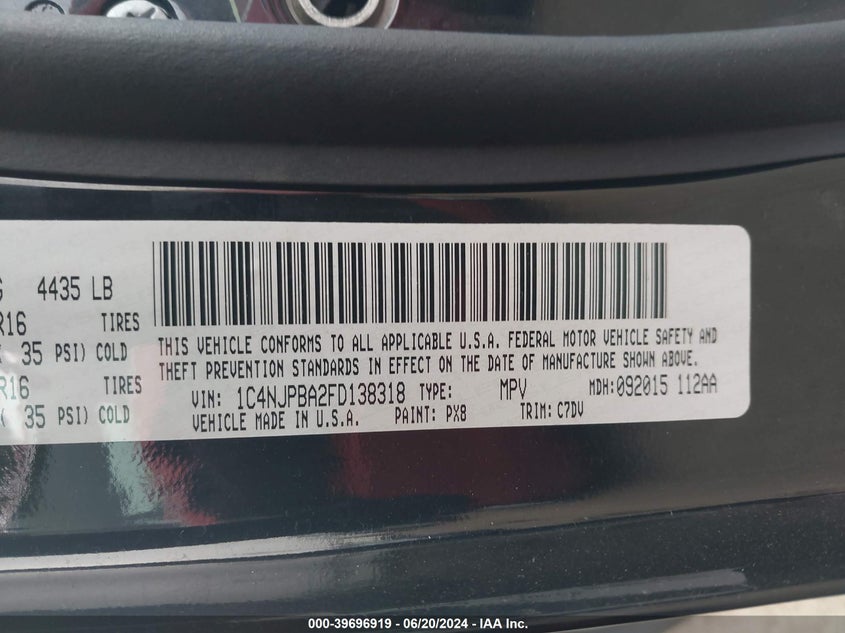 4435 LB
R16 TIRES
35 PSI) COLD
R16 TIRES
( 35 PSI) COLD
THIS VEHICLE CONFORMS TO ALL APPLICABLE U.S.A. FEDERAL MOTOR VEHICLE SAFETY AND
THEFT PREVENTION STANDARDS IN EFFECT ON THE DATE OF MANUFACTURE SHOWN ABOVE.
VIN: 1C4NJPBA2FD138318 TYPE: MPV MDH:092015 112AA
VEHICLE MADE IN U.S.A. PAINT: PX8 TRIM: C7DV
000-39696919 - 06/20/2024 - IAA Inc.